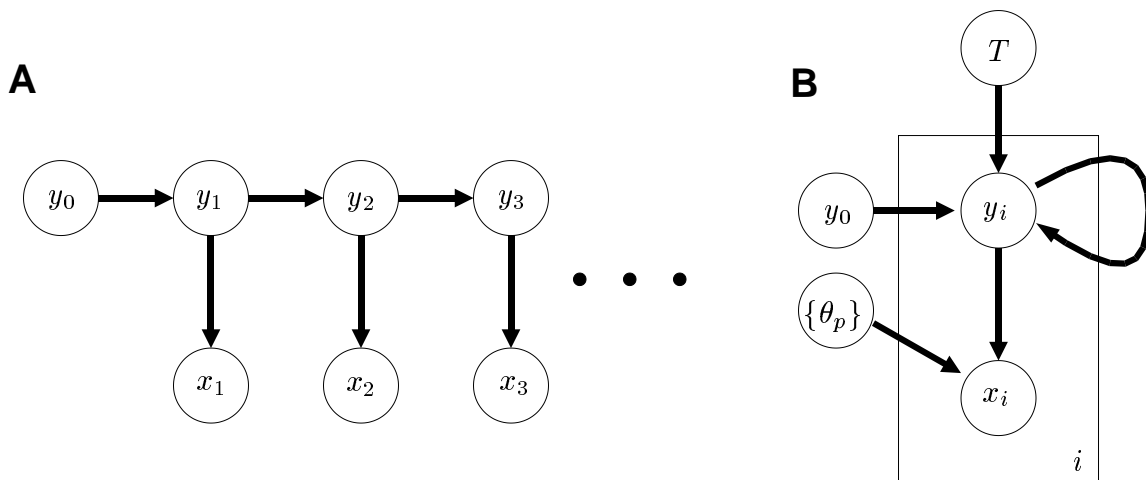 A
y₀ y₁ y₂ y₃
x₁ x₂ x₃
. . .
B
T
y₀ yᵢ
{θₚ}
xᵢ
i